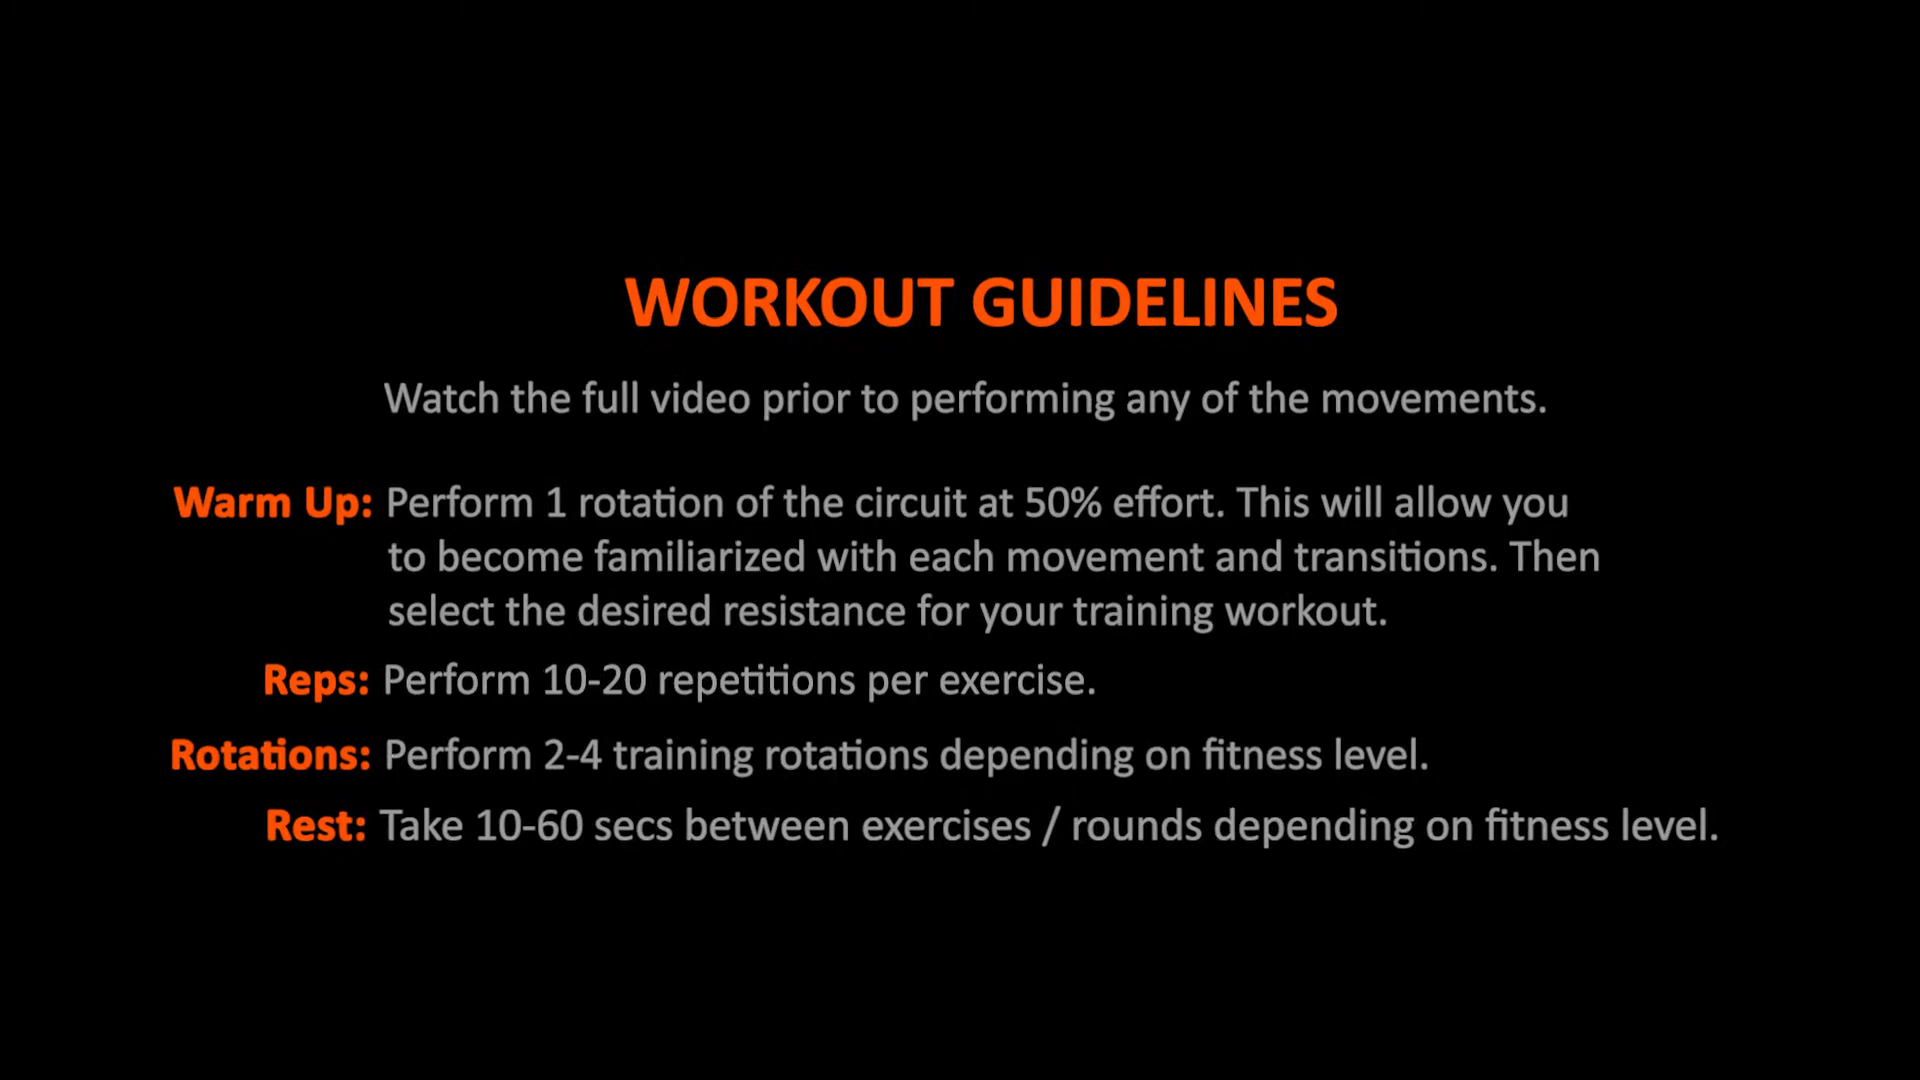 WORKOUT GUIDELINES
Watch the full video prior to performing any of the movements.
Warm Up: Perform 1 rotation of the circuit at 50% effort. This will allow you
to become familiarized with each movement and transitions. Then
select the desired resistance for your training workout.
Reps: Perform 10-20 repetitions per exercise.
Rotations: Perform 2-4 training rotations depending on fitness level.
Rest: Take 10-60 secs between exercises / rounds depending on fitness level.